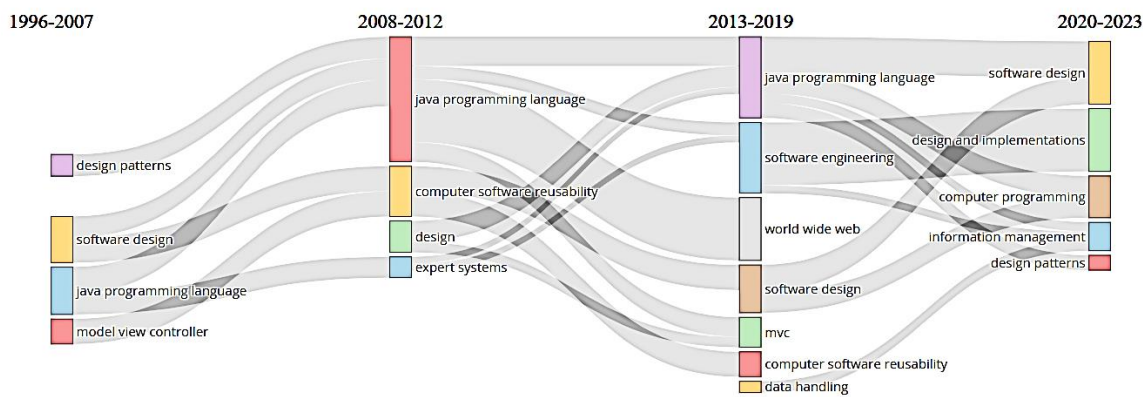 1996-2007
2008-2012
2013-2019
2020-2023
design patterns
software design
java programming language
model view controller
java programming language
computer software reusability
design
expert systems
java programming language
software engineering
world wide web
software design
mvc
computer software reusability
data handling
software design
design and implementations
computer programming
information management
design patterns